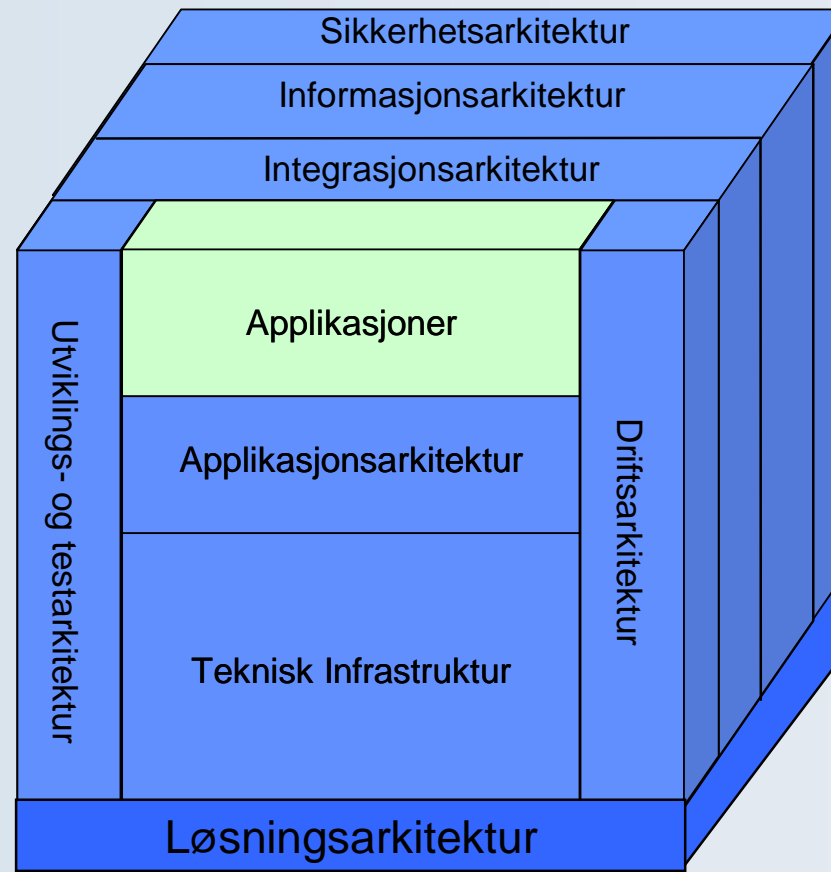 Sikkerhetsarkitektur
Informasjonsarkitektur
Integrasjonsarkitektur
Utviklings- og testarkitektur
Applikasjoner
Applikasjonsarkitektur
Teknisk Infrastruktur
Driftsarkitektur
Løsningsarkitektur